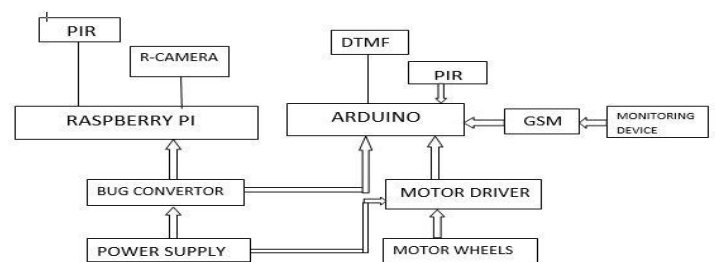 PIR
R-CAMERA
RASPBERRY PI
DTMF
PIR
ARDUINO
GSM
MONITORING
DEVICE
BUG CONVERTOR
MOTOR DRIVER
POWER SUPPLY
MOTOR WHEELS